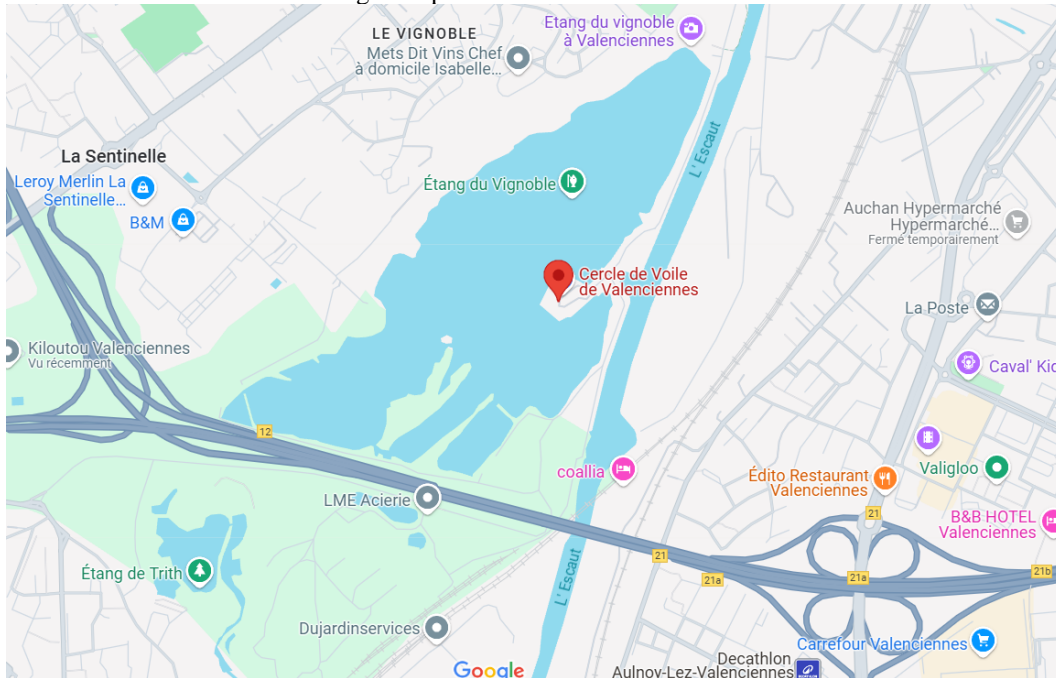 Etang du vignoble
à Valenciennes
LE VIGNOBLE
Mets Dit Vins Chef
à domicile Isabelle...
L' Escaut
La Sentinelle
Leroy Merlin La
Sentinelle...
Étang du Vignoble
B&M
Auchan Hypermarché
Hypermarché...
Fermé temporairement
Cercle de Voile
de Valenciennes
La Poste
Kiloutou Valenciennes
Vu récemment
Caval' Kid
12
coallia
Édito Restaurant
Valenciennes
Valigloo
LME Acierie
21
B&B HOTEL
Valenciennes
21
21a
21a
21b
Étang de Trith
L' Escaut
Dujardinservices
Carrefour Valenciennes
Google
Decathlon
Aulnoy-Lez-Valenciennes